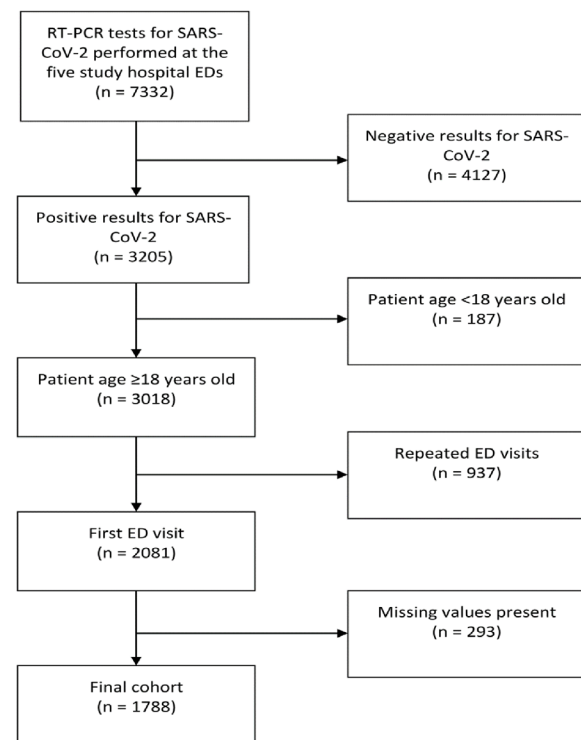 RT-PCR tests for SARS-
CoV-2 performed at the
five study hospital EDs
(n = 7332)
Negative results for SARS-
CoV-2
(n = 4127)
Positive results for SARS-
CoV-2
(n = 3205)
Patient age <18 years old
(n = 187)
Patient age ≥18 years old
(n = 3018)
Repeated ED visits
(n = 937)
First ED visit
(n = 2081)
Missing values present
(n = 293)
Final cohort
(n = 1788)